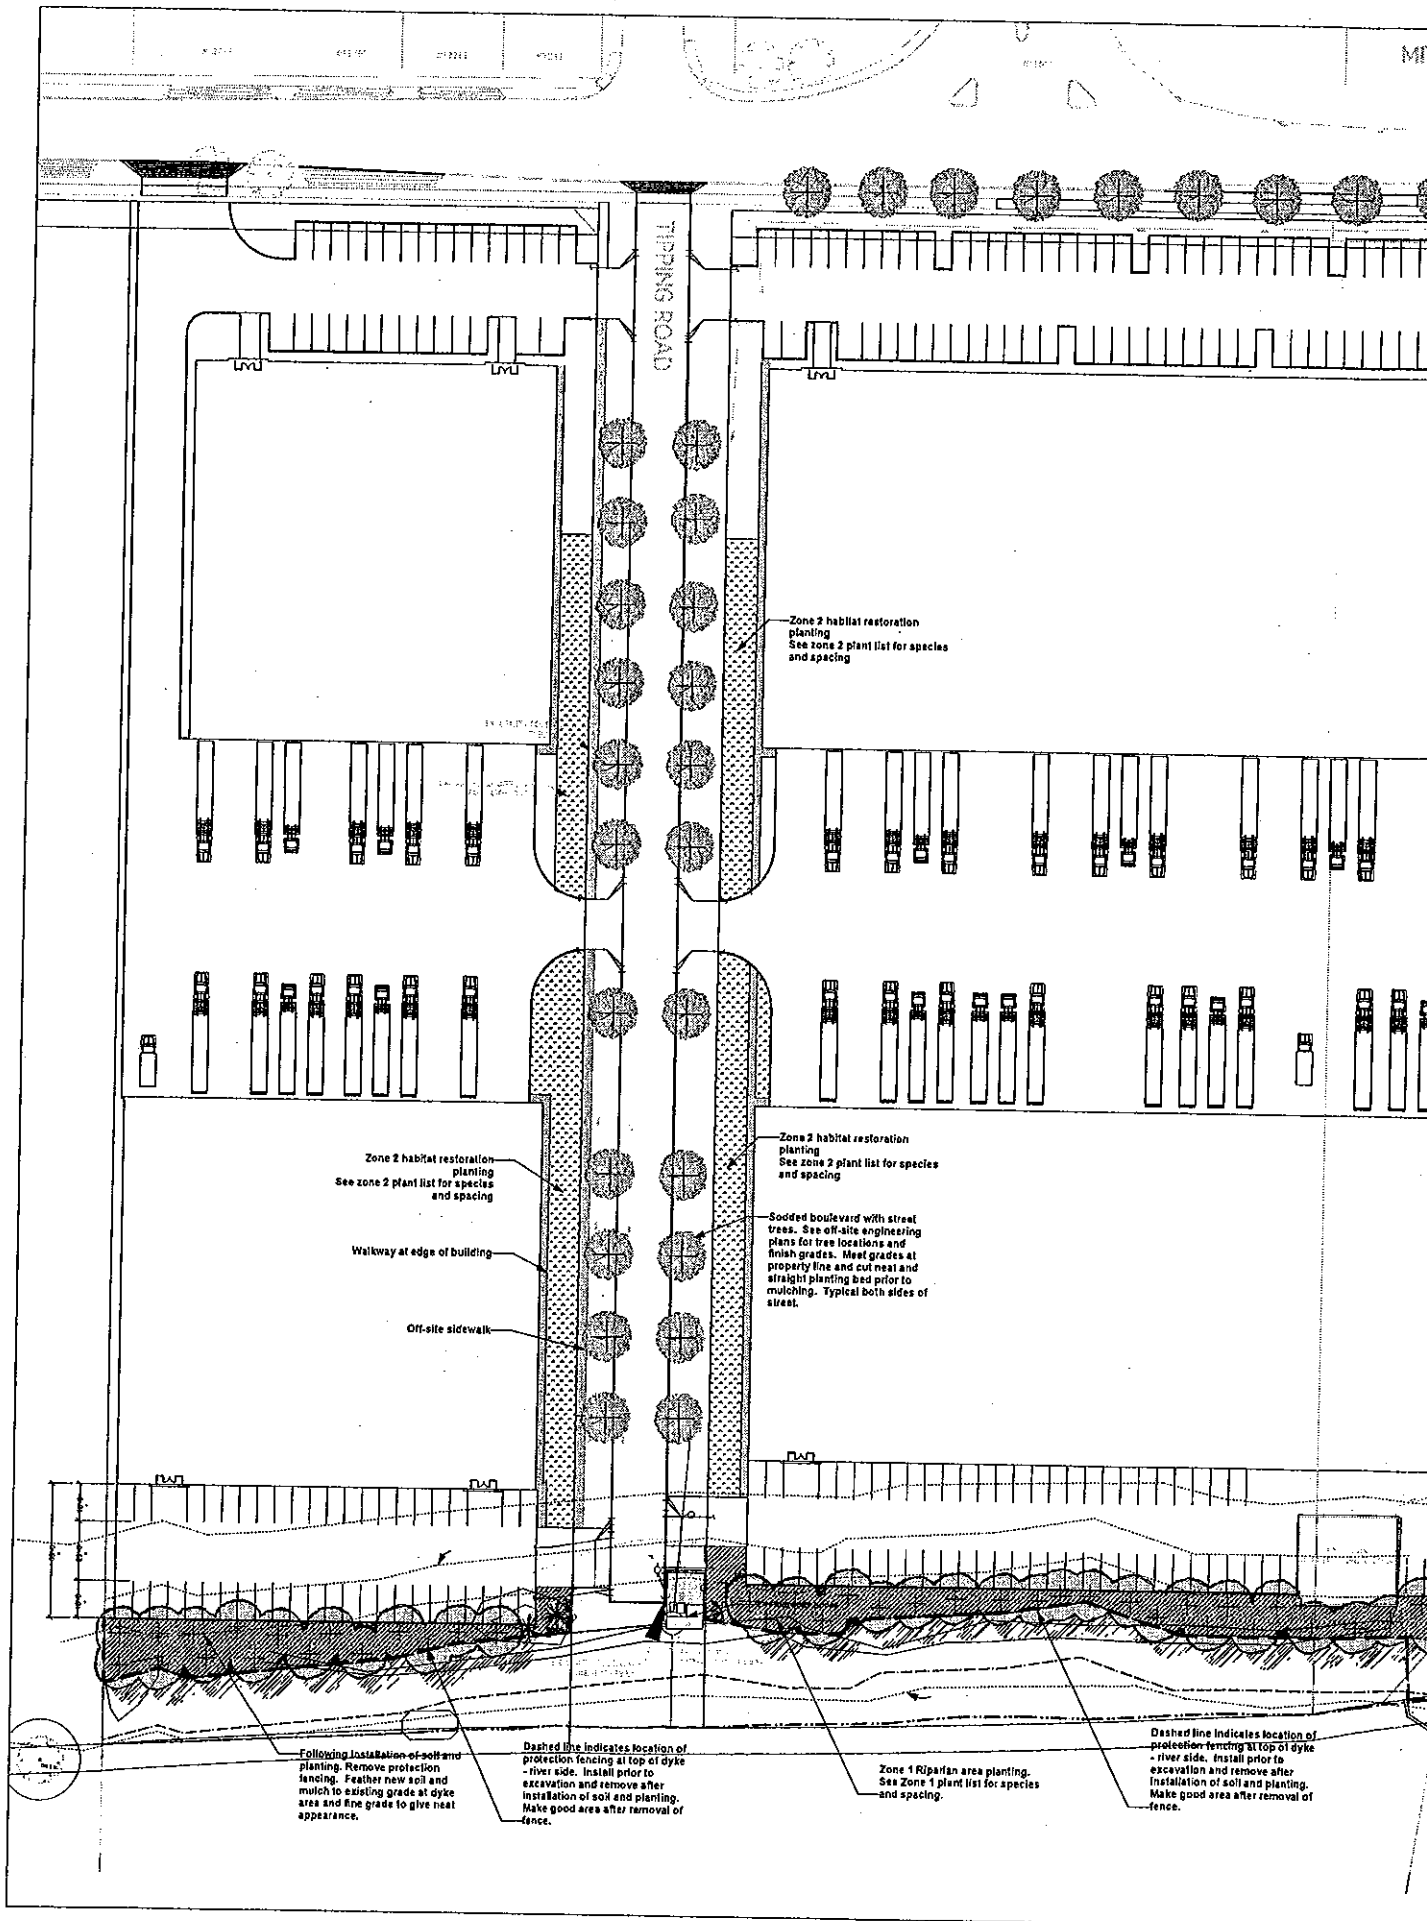 MI
TIPPING ROAD
Zone 2 habitat restoration
planting
See zone 2 plant list for species
and spacing
Zone 2 habitat restoration
planting
See zone 2 plant list for species
and spacing
Zone 2 habitat restoration
planting
See zone 2 plant list for species
and spacing
Walkway at edge of building
Sodded boulevard with street
trees. See off-site engineering
plans for tree locations and
finish grades. Meet grades at
property line and cut neat and
straight planting bed prior to
mulching. Typical both sides of
street.
Off-site sidewalk
Following installation of soil and
planting. Remove protection
fencing. Feather new soil and
mulch to existing grade at dyke
area and fine grade to give neat
appearance.
Dashed line indicates location of
protection fencing at top of dyke
- river side. Install prior to
excavation and remove after
installation of soil and planting.
Make good area after removal of
fence.
Zone 1 Riparian area planting.
See Zone 1 plant list for species
and spacing.
Dashed line indicates location of
protection fencing at top of dyke
- river side. Install prior to
excavation and remove after
installation of soil and planting.
Make good area after removal of
fence.